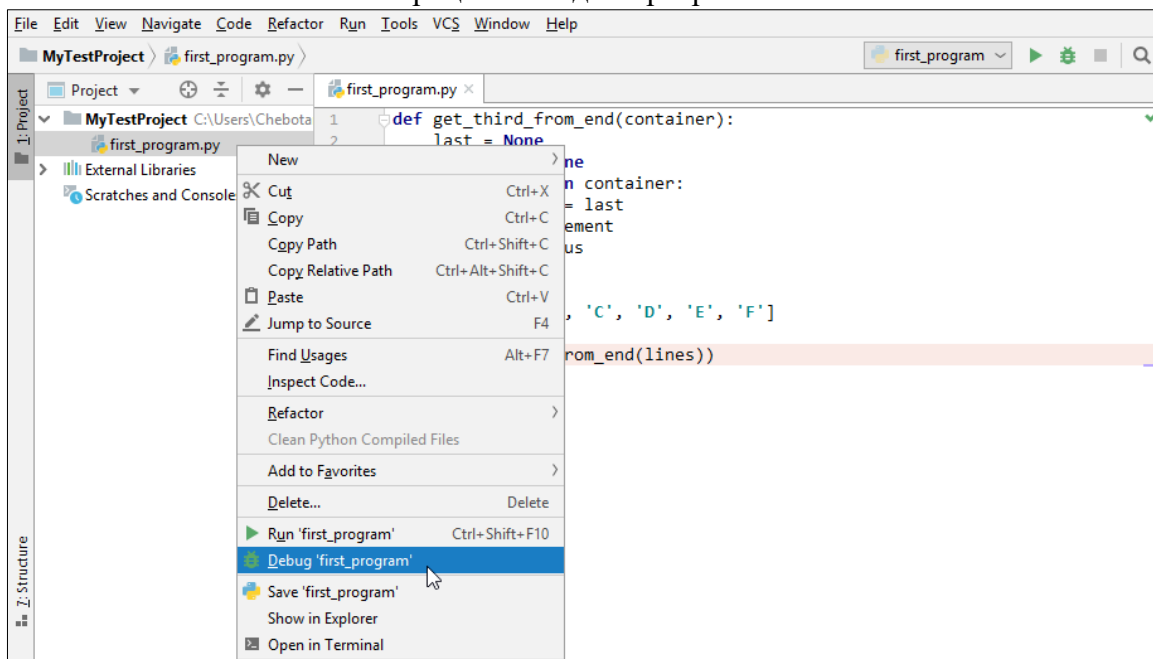 File Edit View Navigate Code Refactor Run Tools VCS Window Help
MyTestProject first_program.py first_program
1: Project
Project first_program.py
MyTestProject C:\Users\Chebota
first_program.py
External Libraries
Scratches and Console
1 def get_third_from_end(container):
2 last = None
ne
n container:
= last
ement
us
, 'C', 'D', 'E', 'F']
rom_end(lines))
New
Cut Ctrl+X
Copy Ctrl+C
Copy Path Ctrl+Shift+C
Copy Relative Path Ctrl+Alt+Shift+C
Paste Ctrl+V
Jump to Source F4
Find Usages Alt+F7
Inspect Code...
Refactor
Clean Python Compiled Files
Add to Favorites
Delete... Delete
Run 'first_program' Ctrl+Shift+F10
Debug 'first_program'
Save 'first_program'
Show in Explorer
Open in Terminal
Z: Structure